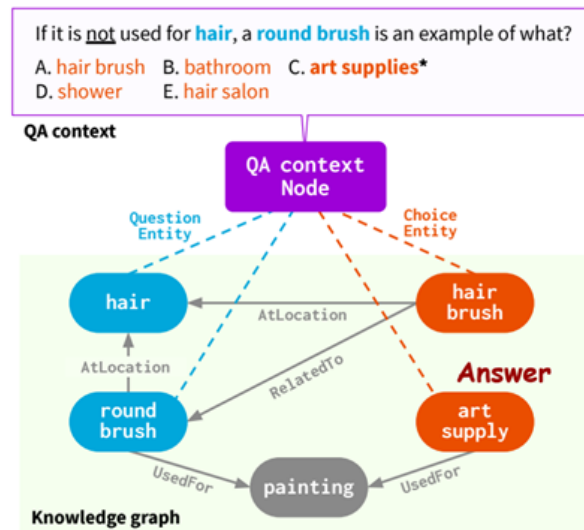 If it is not used for hair, a round brush is an example of what?
A. hair brush B. bathroom C. art supplies*
D. shower E. hair salon
QA context
QA context
Node
Question
Entity
Choice
Entity
hair
hair
brush
AtLocation
AtLocation
RelatedTo
Answer
round
brush
art
supply
UsedFor
painting
UsedFor
Knowledge graph